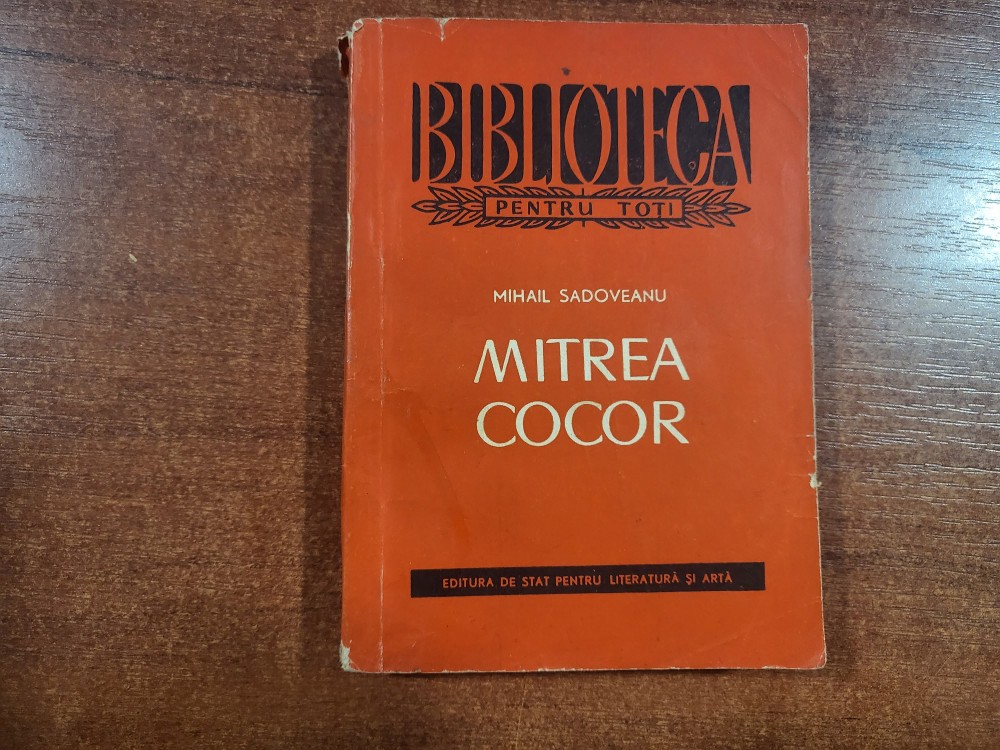 BIBLIOTECA
PENTRU TOȚI
MIHAIL SADOVEANU
MITREA
COCOR
EDITURA DE STAT PENTRU LITERATURĂ ȘI ARTĂ